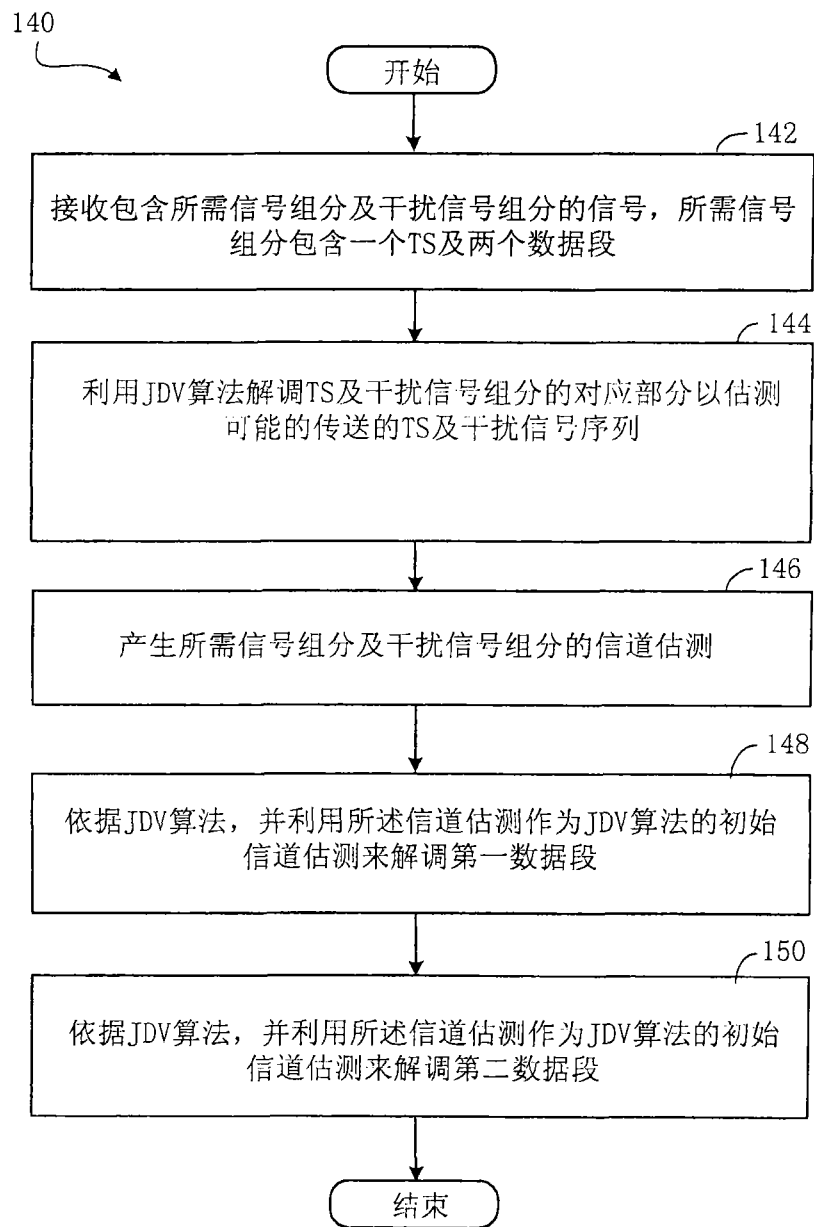 140
开始
142
接收包含所需信号组分及干扰信号组分的信号，所需信号
组分包含一个TS及两个数据段
144
利用JDV算法解调TS及干扰信号组分的对应部分以估测
可能的传送的TS及干扰信号序列
146
产生所需信号组分及干扰信号组分的信道估测
148
依据JDV算法，并利用所述信道估测作为JDV算法的初始
信道估测来解调第一数据段
150
依据JDV算法，并利用所述信道估测作为JDV算法的初始
信道估测来解调第二数据段
结束